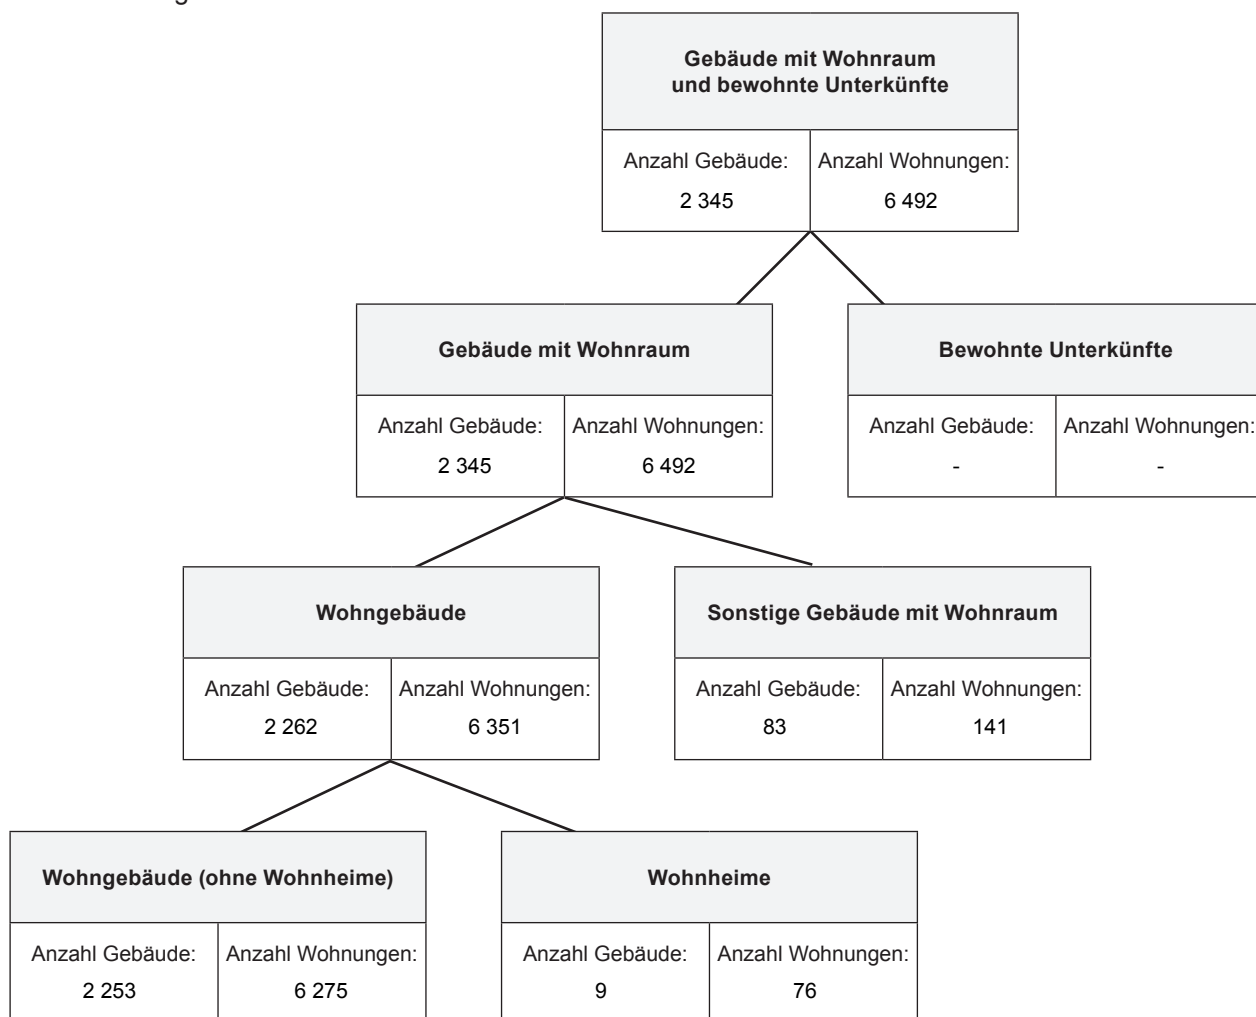 Gebäude mit Wohnraum
und bewohnte Unterkünfte
Anzahl Gebäude: Anzahl Wohnungen:
2 345 6 492
Gebäude mit Wohnraum
Anzahl Gebäude: Anzahl Wohnungen:
2 345 6 492
Bewohnte Unterkünfte
Anzahl Gebäude: Anzahl Wohnungen:
- -
Wohngebäude
Anzahl Gebäude: Anzahl Wohnungen:
2 262 6 351
Sonstige Gebäude mit Wohnraum
Anzahl Gebäude: Anzahl Wohnungen:
83 141
Wohngebäude (ohne Wohnheime)
Anzahl Gebäude: Anzahl Wohnungen:
2 253 6 275
Wohnheime
Anzahl Gebäude: Anzahl Wohnungen:
9 76